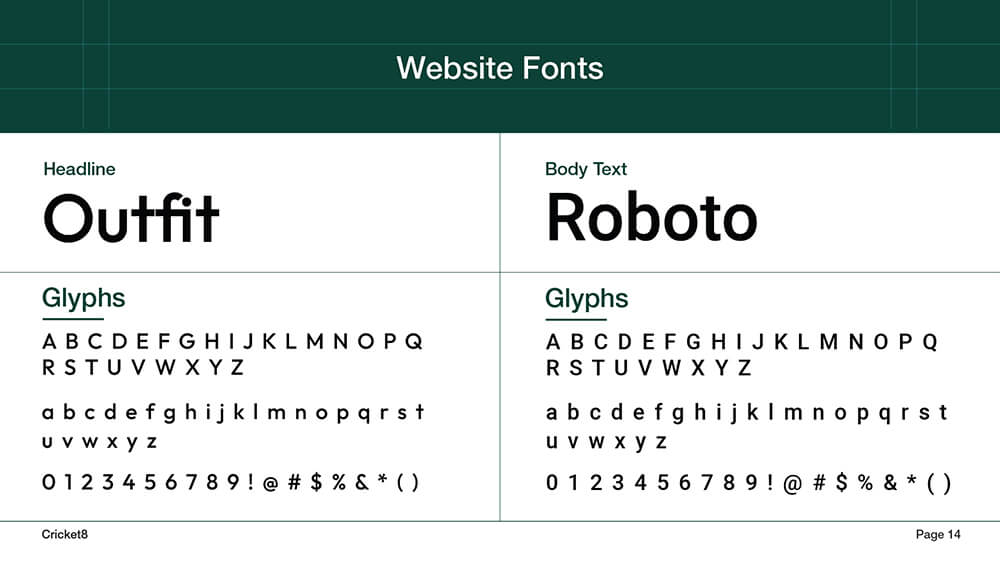 Website Fonts
Headline
Outfit
Glyphs
A B C D E F G H I J K L M N O P Q
R S T U V W X Y Z
a b c d e f g h i j k l m n o p q r s t
u v w x y z
0 1 2 3 4 5 6 7 8 9 ! @ # $ % & * ( )
Body Text
Roboto
Glyphs
A B C D E F G H I J K L M N O P Q
R S T U V W X Y Z
a b c d e f g h i j k l m n o p q r s t
u v w x y z
0 1 2 3 4 5 6 7 8 9 ! @ # $ % & * ( )
Cricket8
Page 14